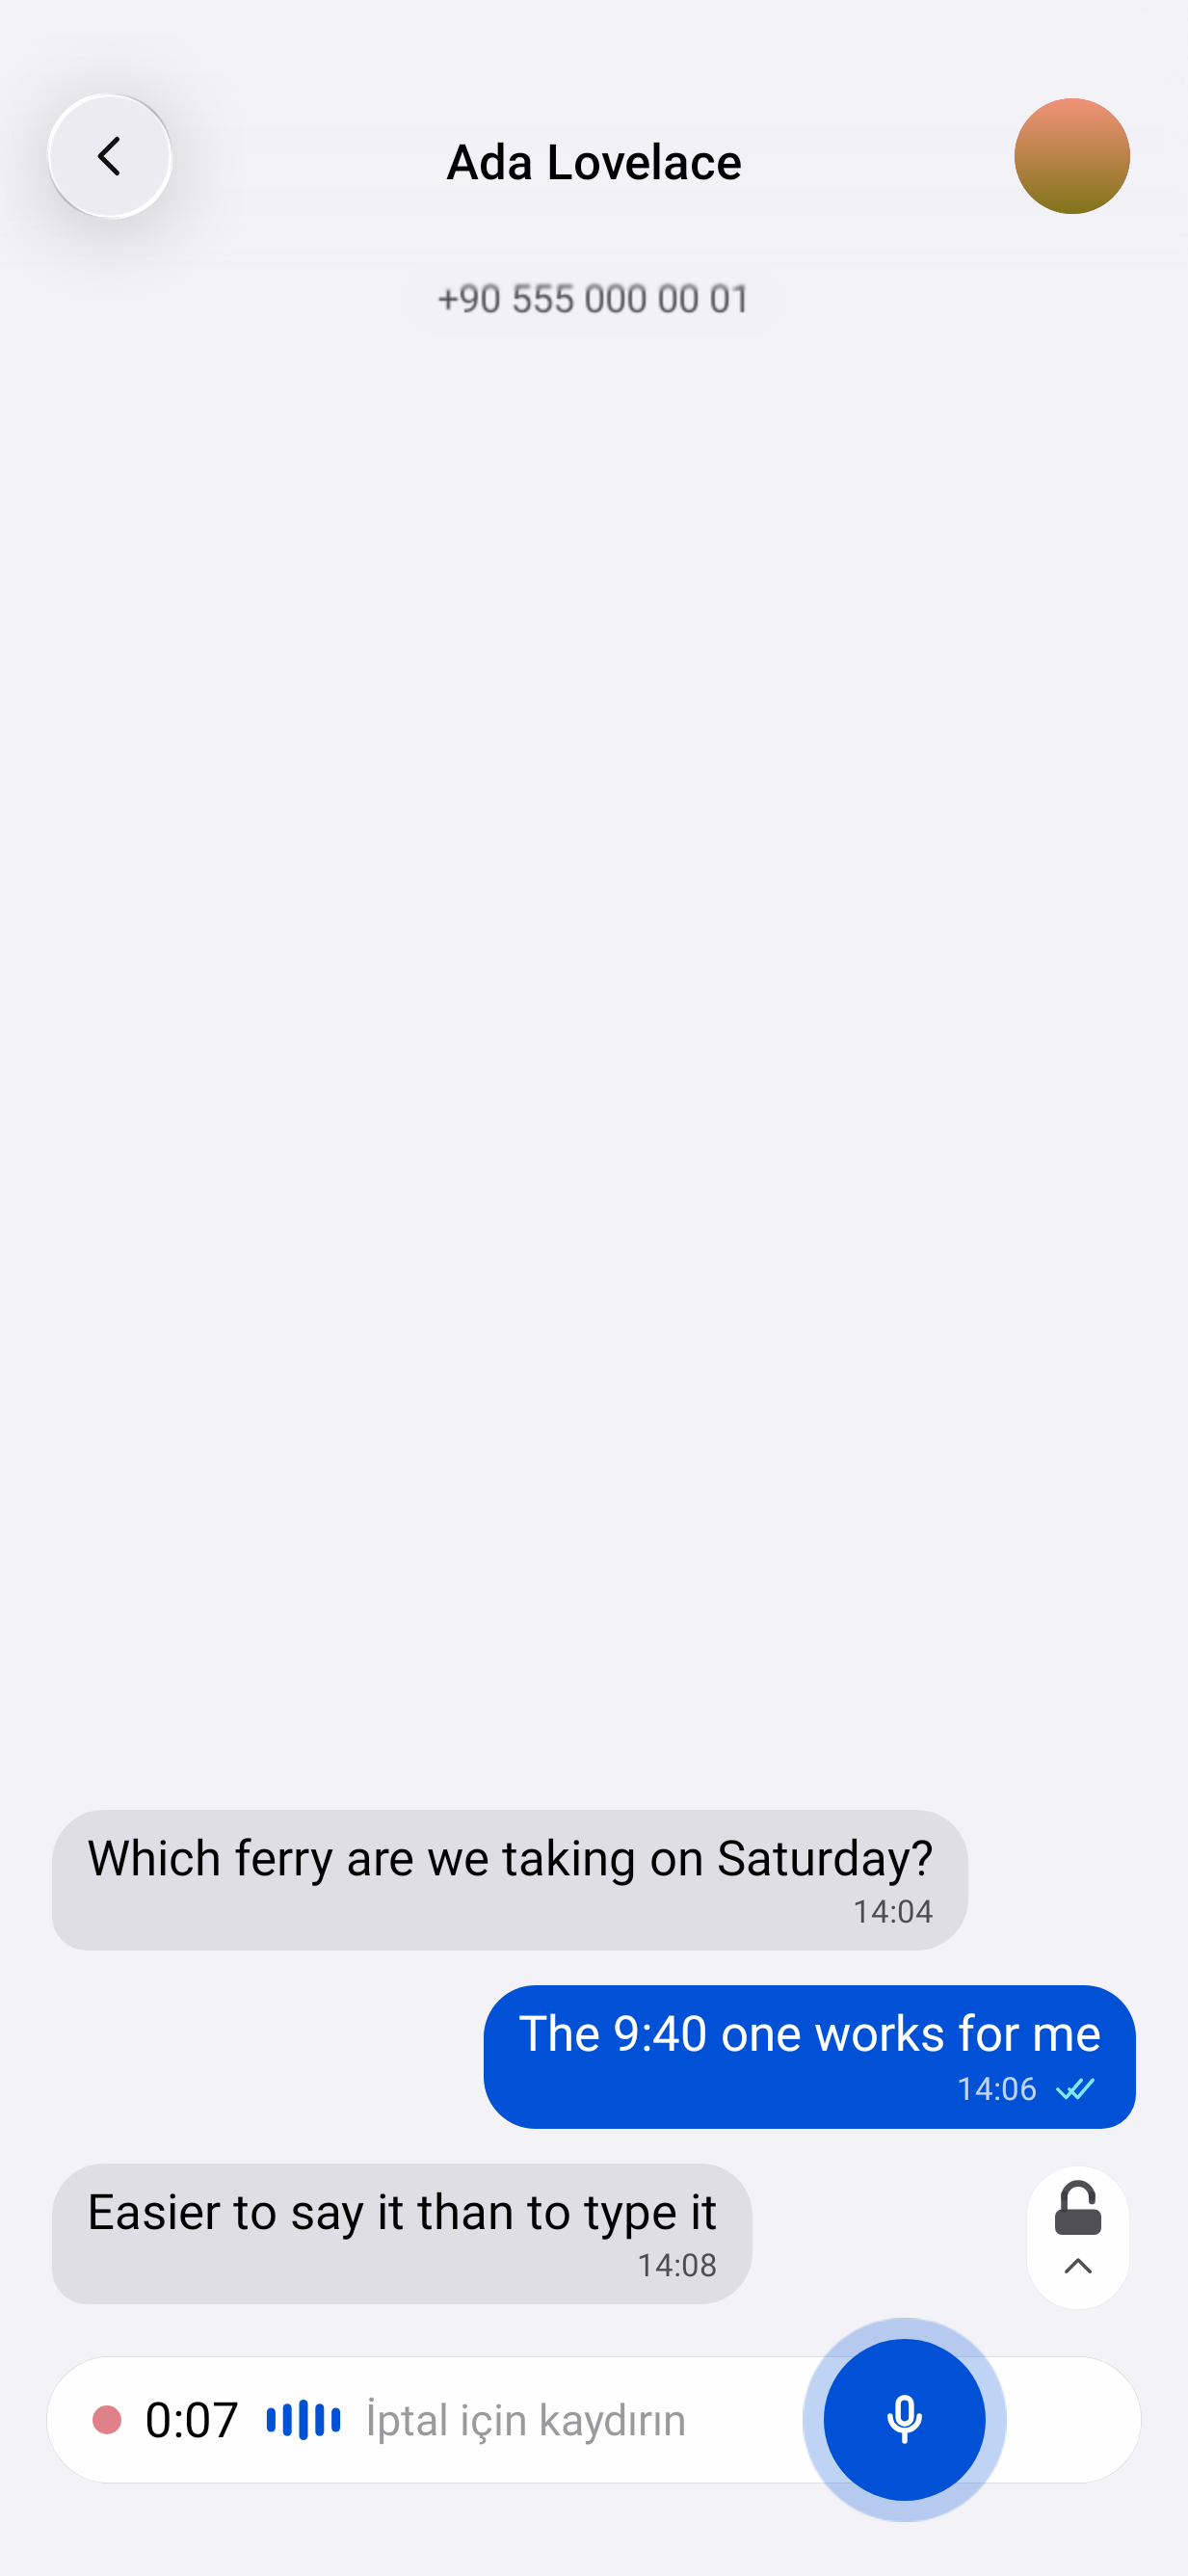 Ada Lovelace
+90 555 000 00 01
Which ferry are we taking on Saturday?
14:04
The 9:40 one works for me
14:06
Easier to say it than to type it
14:08
0:07 İptal için kaydırın